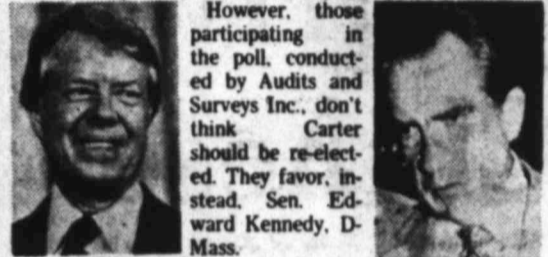 However, those
participating in
the poll, conduct-
ed by Audits and
Surveys Inc., don't
think Carter
should be re-elect-
ed. They favor, in-
stead, Sen. Ed-
ward Kennedy, D-
Mass.